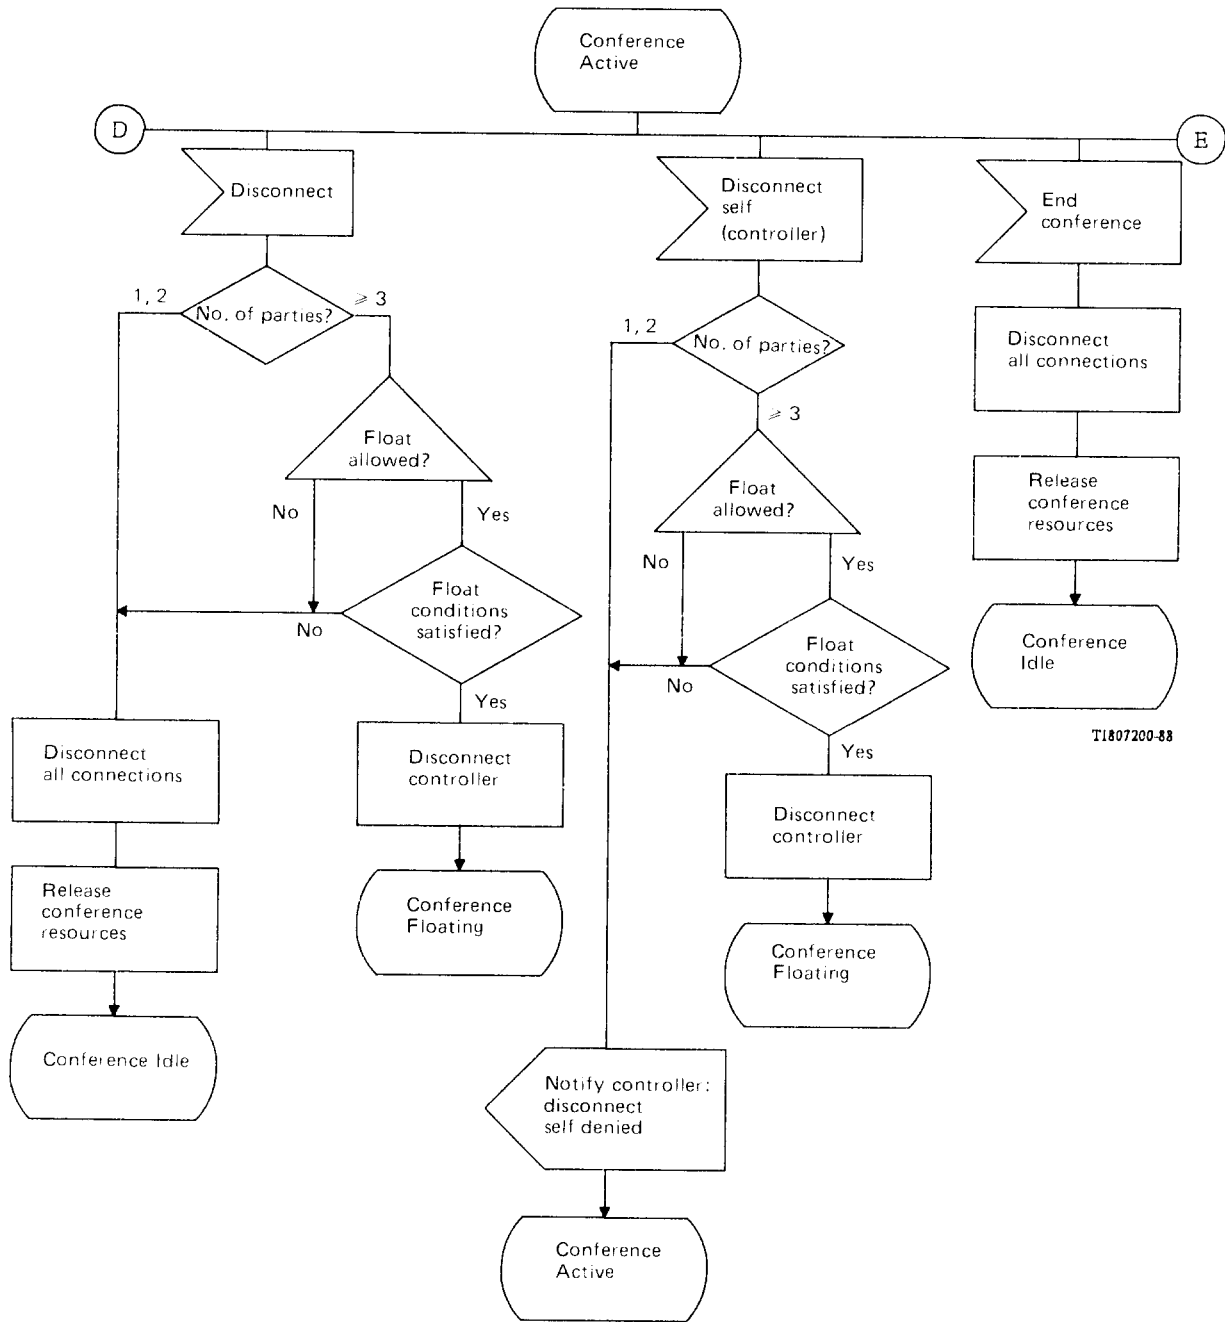 Conference
Active
D
E
Disconnect
Disconnect
self
(controller)
End
conference
1, 2
No. of parties?
⩾ 3
1, 2
No. of parties?
⩾ 3
Disconnect
all connections
Float
allowed?
No
Yes
Float
allowed?
No
Yes
Release
conference
resources
Float
conditions
satisfied?
No
Yes
Float
conditions
satisfied?
No
Yes
Conference
Idle
T1807200-88
Disconnect
all connections
Disconnect
controller
Disconnect
controller
Release
conference
resources
Conference
Floating
Conference
Floating
Conference Idle
Notify controller:
disconnect
self denied
Conference
Active